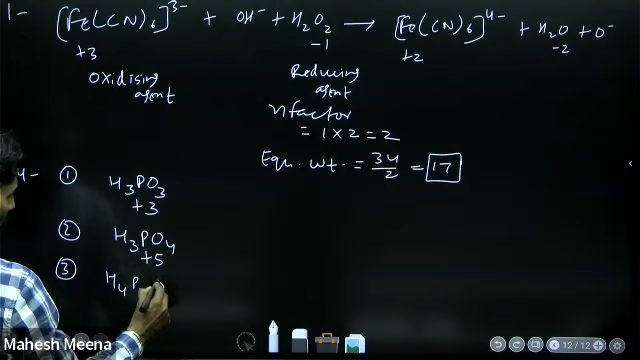 1- [Fe(CN)6]3- + OH- + H2O2 → [Fe(CN)6]4- + H2O + O-
+3 -1 +2 -2
Oxidising agent
Reducing agent
n factor
= 1 × 2 = 2
Equ. wt. = 34/2 = 17
4- ① H3PO3
+3
② H3PO4
+5
③ H4P
Mahesh Meena
12/12